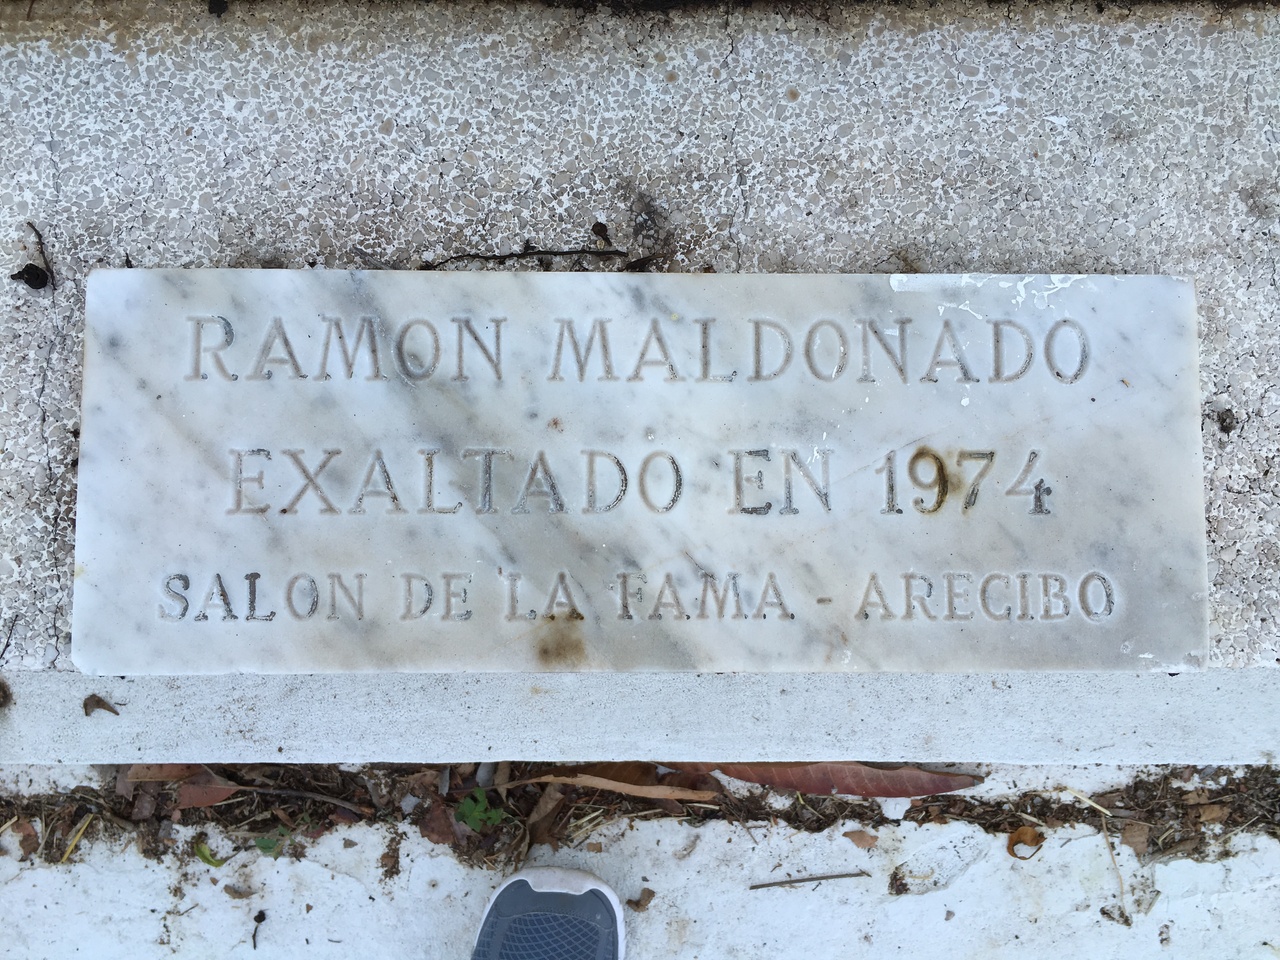 RAMON MALDONADO
EXALTADO EN 1974
SALON DE LA FAMA - ARECIBO